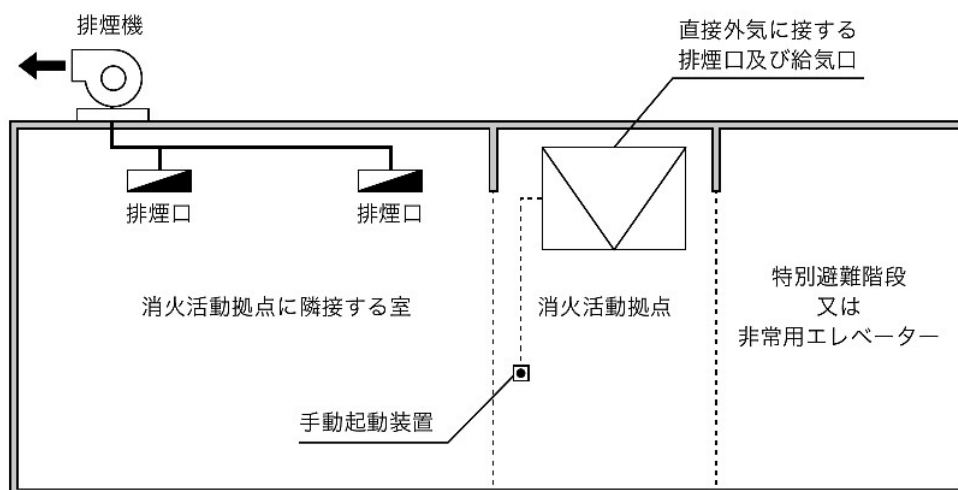 排煙機
直接外気に接する
排煙口及び給気口
排煙口
排煙口
消火活動拠点に隣接する室
消火活動拠点
特別避難階段
又は
非常用エレベーター
手動起動装置